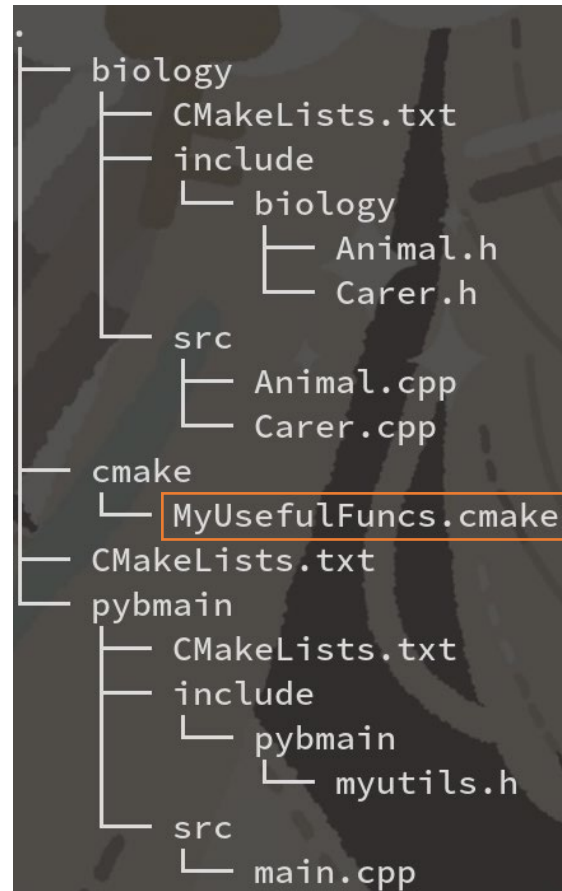 .
├── biology
│   ├── CMakeLists.txt
│   ├── include
│   │   └── biology
│   │       ├── Animal.h
│   │       └── Carer.h
│   └── src
│       ├── Animal.cpp
│       └── Carer.cpp
├── cmake
│   └── MyUsefulFuncs.cmake
├── CMakeLists.txt
└── pybmain
    ├── CMakeLists.txt
    ├── include
    │   └── pybmain
    │       └── myutils.h
    └── src
        └── main.cpp